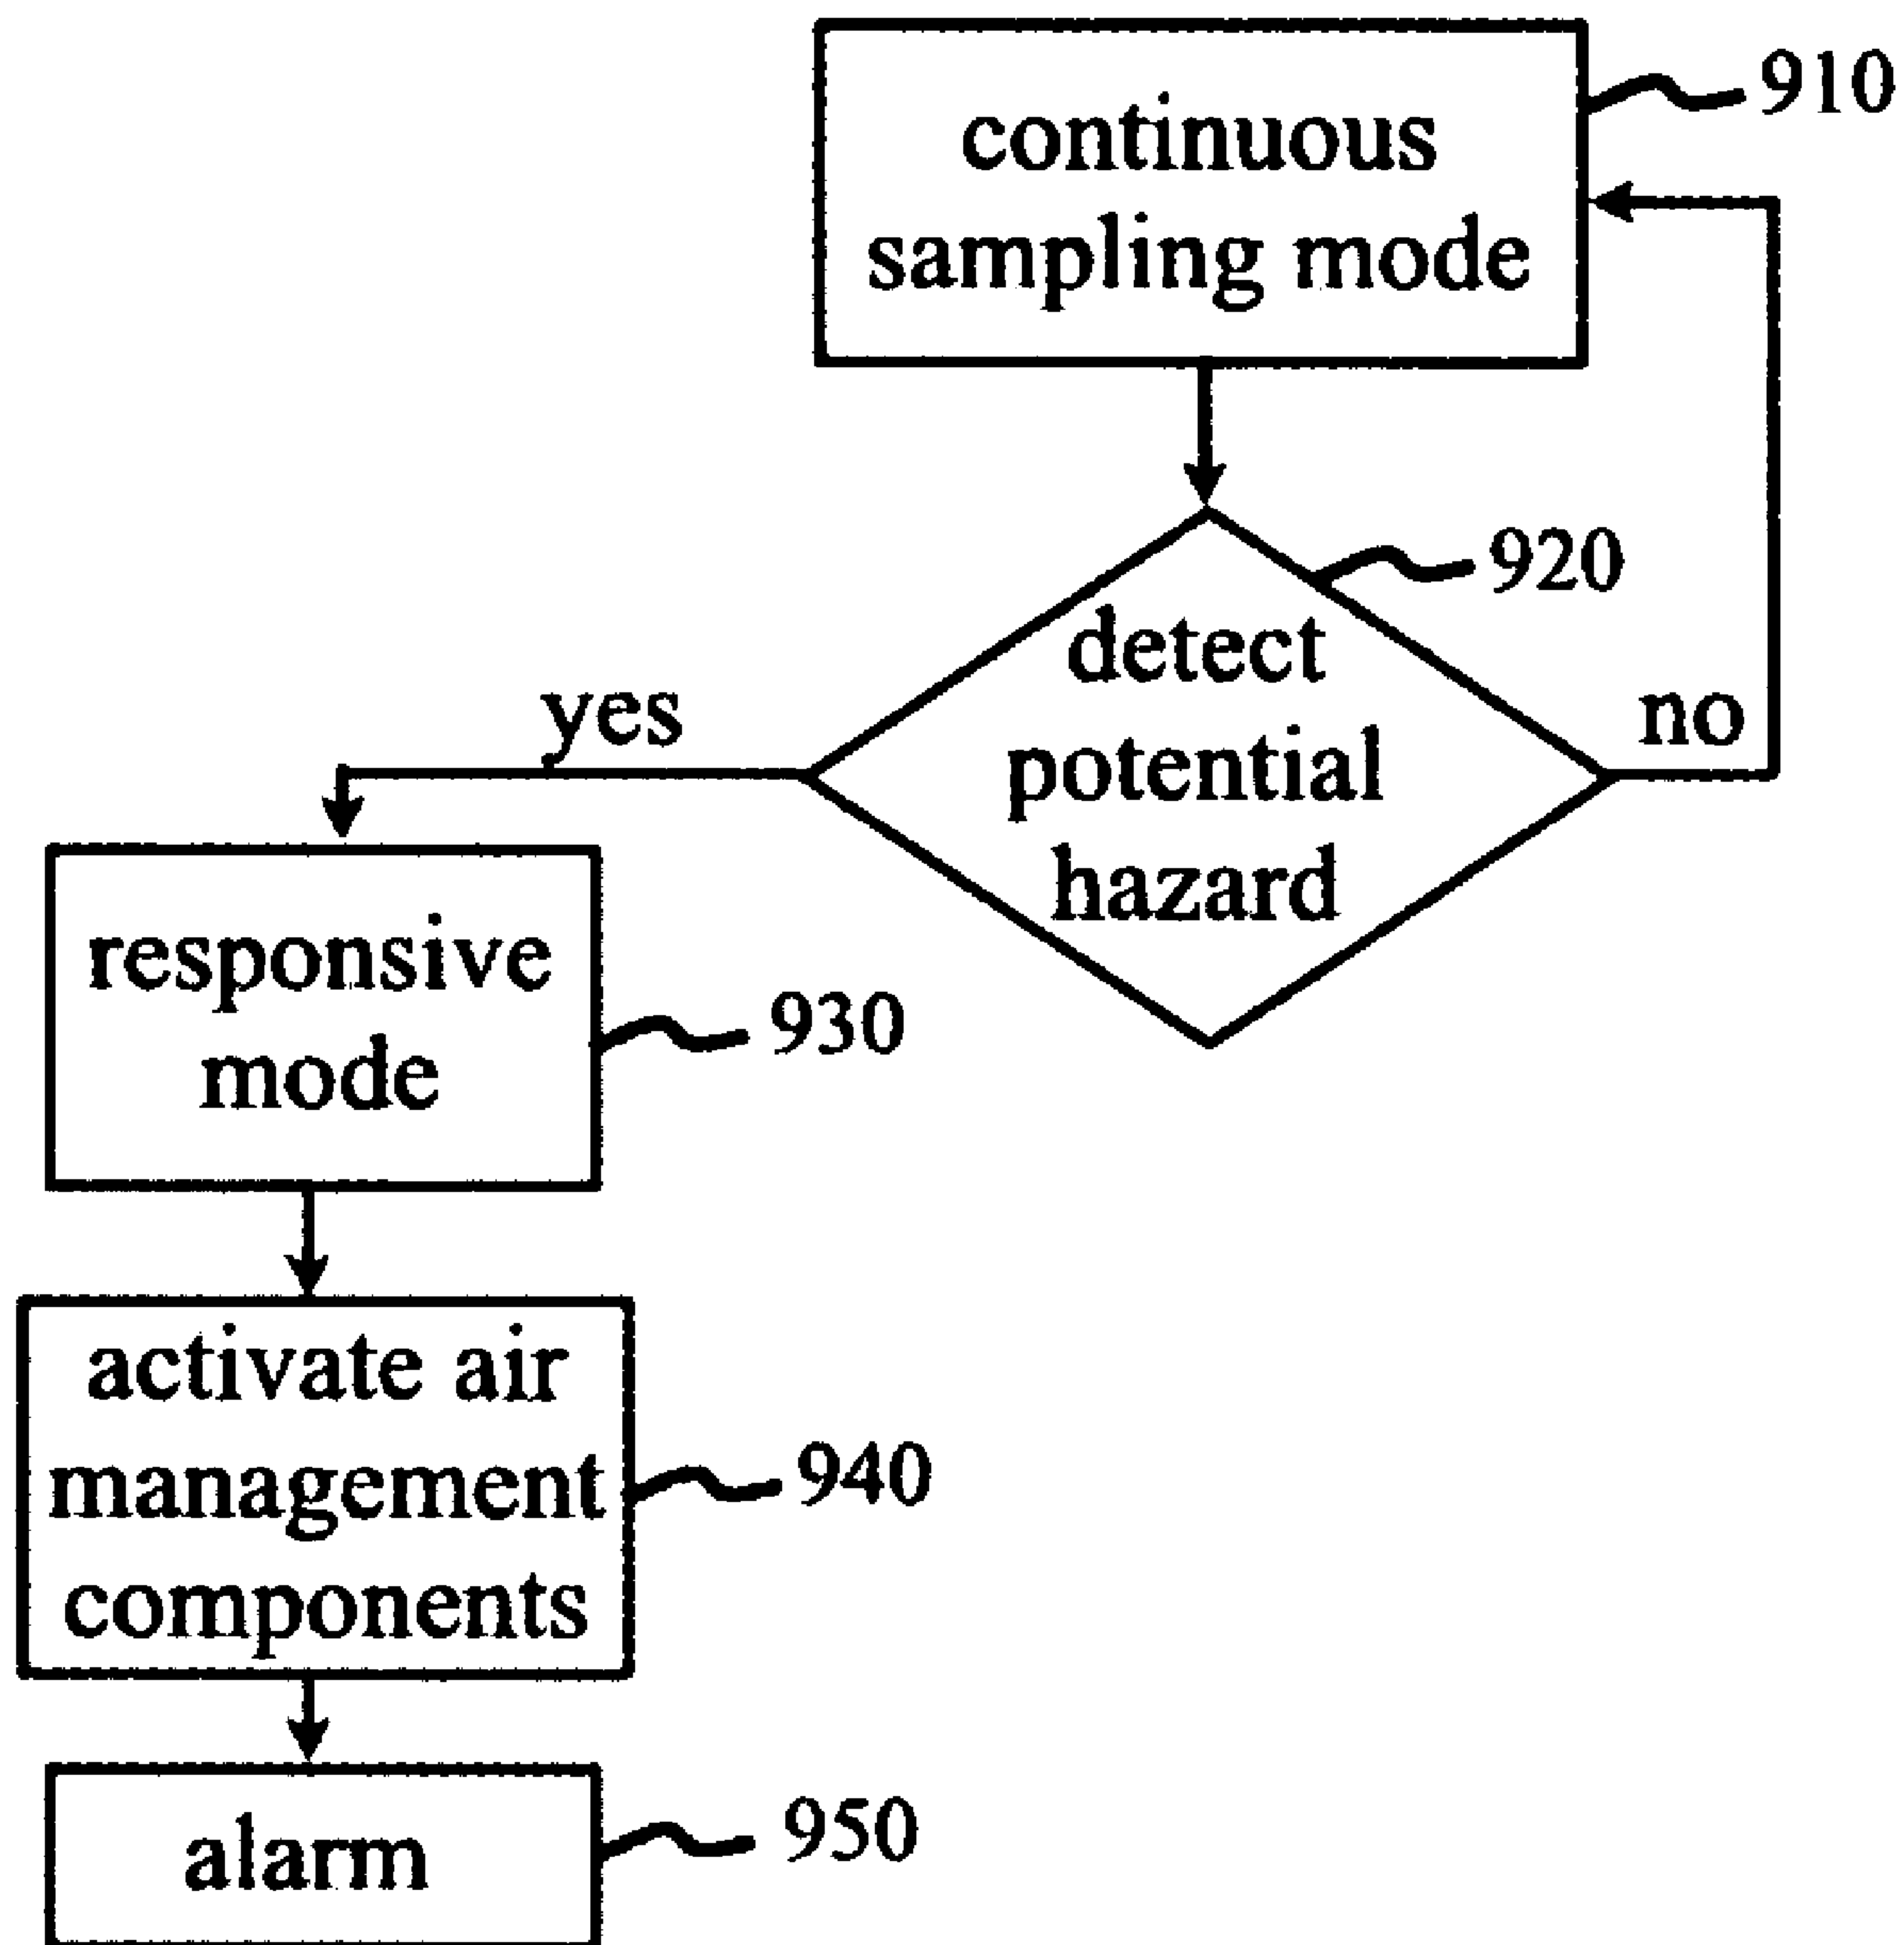 910
continuous
sampling mode
920
detect
potential
hazard
yes
no
responsive
mode
930
activate air
management
components
940
alarm
950